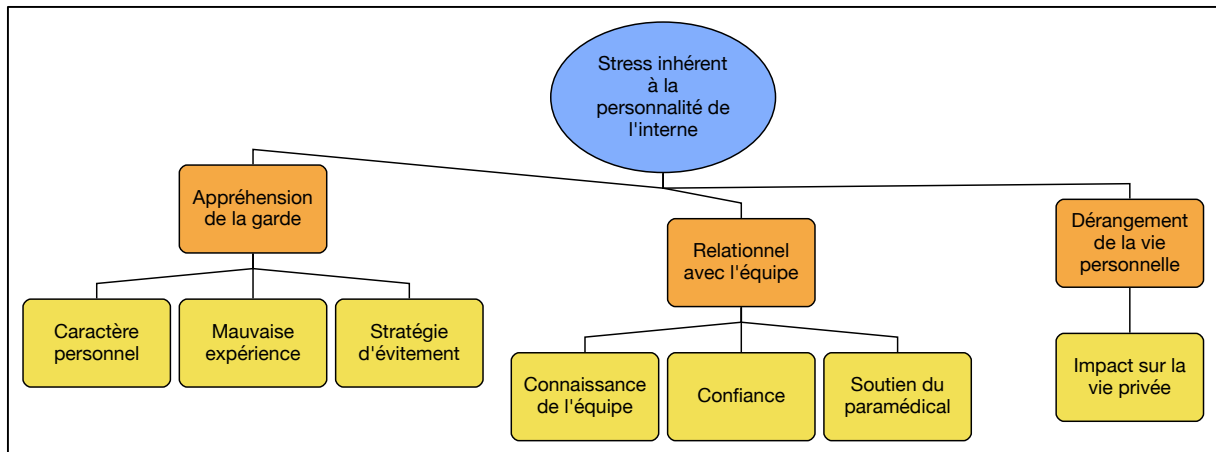 Stress inhérent
à la
personnalité de
l'interne
Appréhension
de la garde
Relationnel
avec l'équipe
Dérangement
de la vie
personnelle
Caractère
personnel
Mauvaise
expérience
Stratégie
d'évitement
Connaissance
de l'équipe
Confiance
Soutien du
paramédical
Impact sur la
vie privée